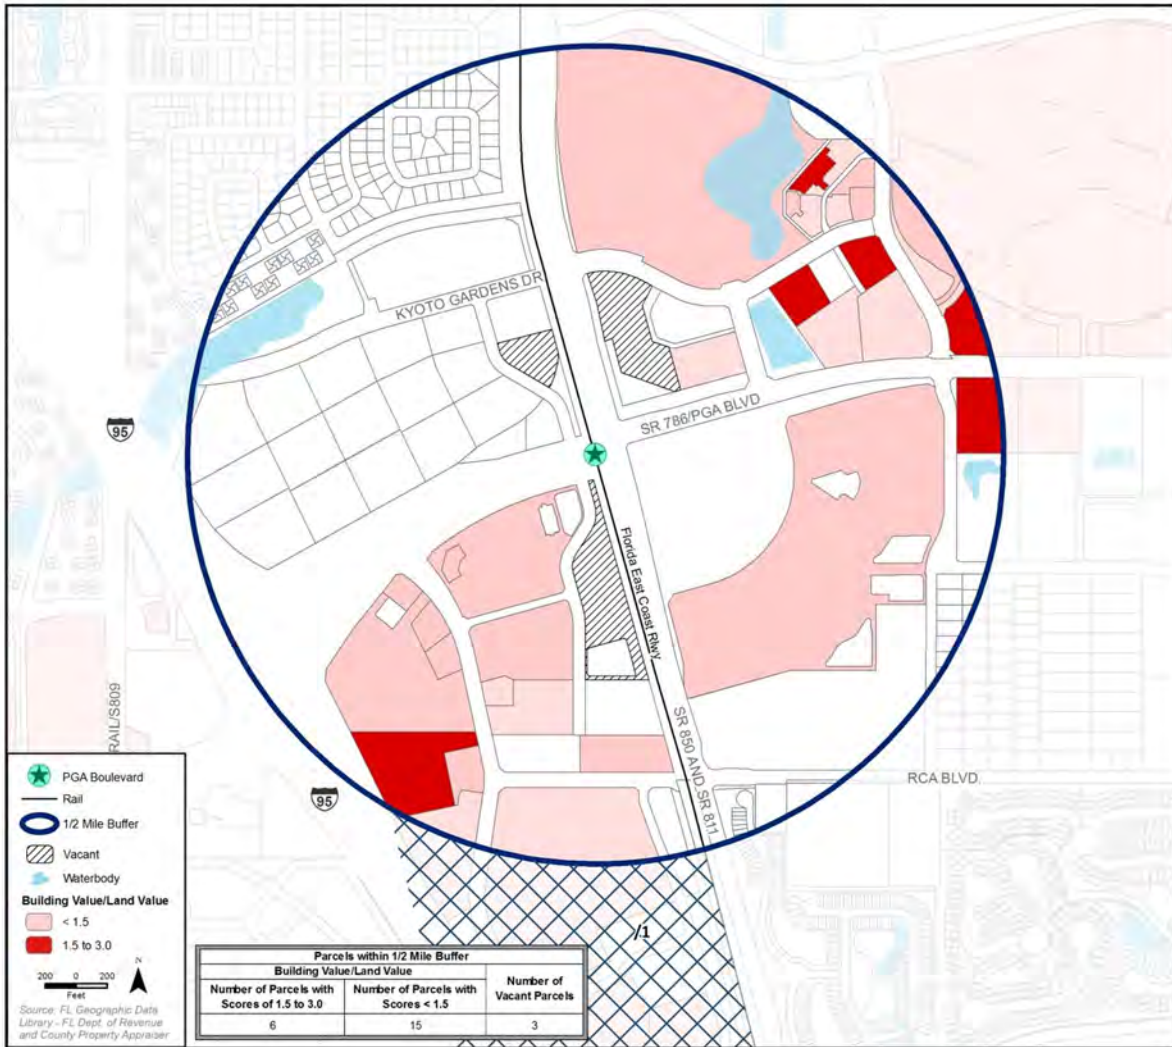 KYOTO GARDENS DR
SR 786/PGA BLVD
95
Florida East Coast Rlwy
RAIL/S809
SR 850 AND SR 811
RCA BLVD
95
/1
PGA Boulevard
Rail
1/2 Mile Buffer
Vacant
Waterbody
Building Value/Land Value
< 1.5
1.5 to 3.0
200 0 200
Feet
N
Source: FL Geographic Data
Library - FL Dept. of Revenue
and County Property Appraiser
Parcels within 1/2 Mile Buffer
Building Value/Land Value
Number of Parcels with
Scores of 1.5 to 3.0
Number of Parcels with
Scores < 1.5
Number of
Vacant Parcels
6 15 3